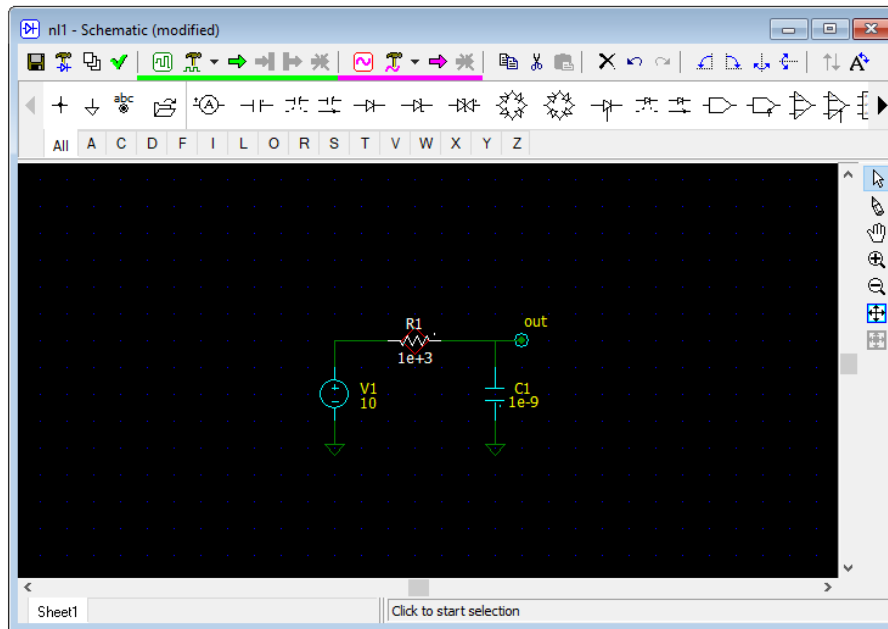 nl1 - Schematic (modified)
abc
A
All A C D F I L O R S T V W X Y Z
R1
1e+3
out
V1
10
C1
1e-9
Sheet1
Click to start selection